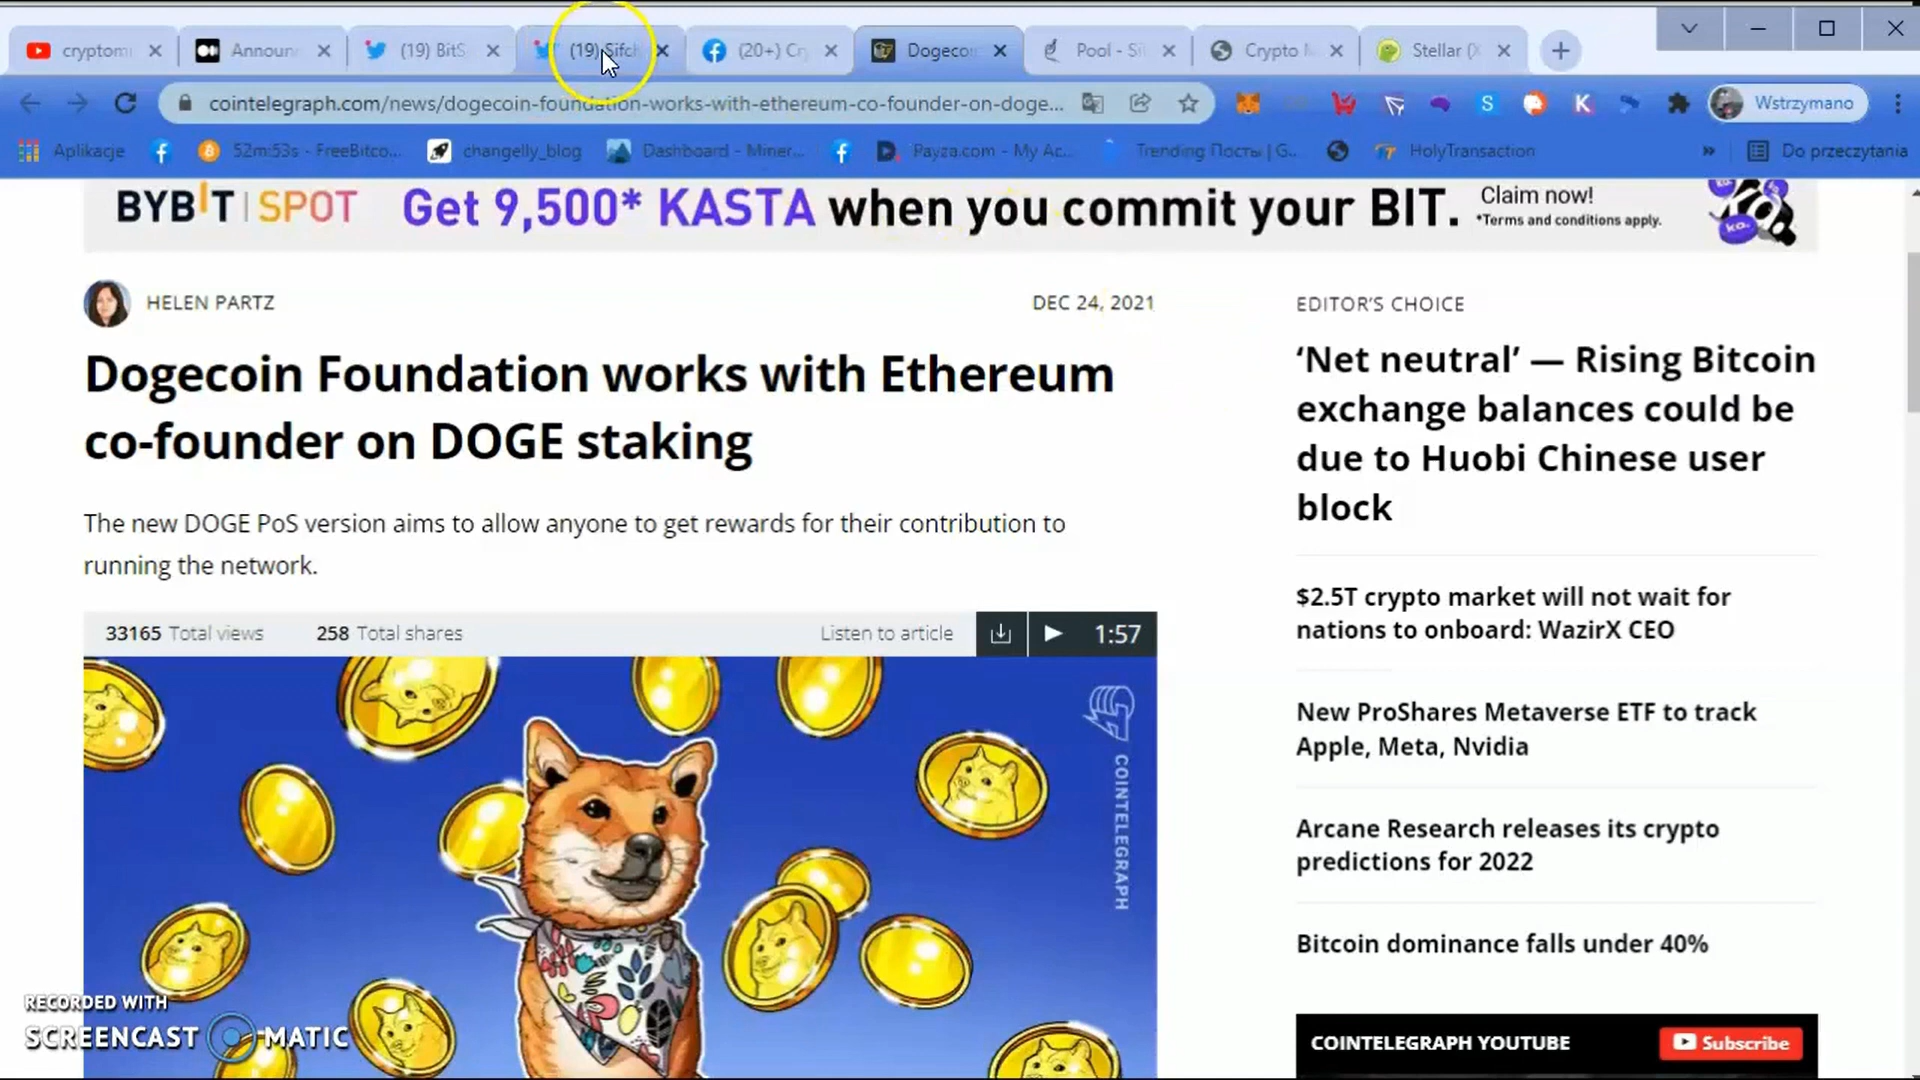 cryptomi
Announ
(19) BitS
(19) Sifch
(20+) Cr
Dogecoi
Pool - Si
Crypto
Stellar (X
cointelegraph.com/news/dogecoin-foundation-works-with-ethereum-co-founder-on-doge...
Wstrzymano
Aplikacje
52m:53s - FreeBitco...
changelly_blog
Dashboard - Miner...
Payza.com - My Ac...
Trending Посты | G...
HolyTransaction
Do przeczytania
BYBIT | SPOT
Get 9,500* KASTA when you commit your BIT.
Claim now!
*Terms and conditions apply.
HELEN PARTZ
DEC 24, 2021
Dogecoin Foundation works with Ethereum
co-founder on DOGE staking
The new DOGE PoS version aims to allow anyone to get rewards for their contribution to
running the network.
33165 Total views
258 Total shares
Listen to article
1:57
COINTELEGRAPH
EDITOR'S CHOICE
‘Net neutral’ — Rising Bitcoin
exchange balances could be
due to Huobi Chinese user
block
$2.5T crypto market will not wait for
nations to onboard: WazirX CEO
New ProShares Metaverse ETF to track
Apple, Meta, Nvidia
Arcane Research releases its crypto
predictions for 2022
Bitcoin dominance falls under 40%
COINTELEGRAPH YOUTUBE
Subscribe
RECORDED WITH
SCREENCAST MATIC